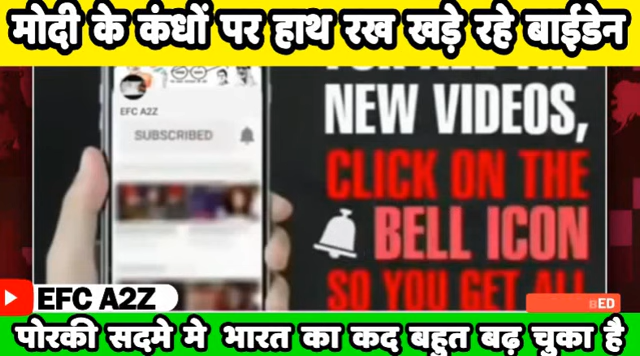 मोदी के कंधों पर हाथ रख खड़े रहे बाईडेन
NEW VIDEOS,
CLICK ON THE
BELL ICON
SO YOU GET ALL
EFC A2Z
SUBSCRIBED
EFC A2Z
BED
पोरकी सदमे मे भारत का कद बहुत बढ़ चुका है